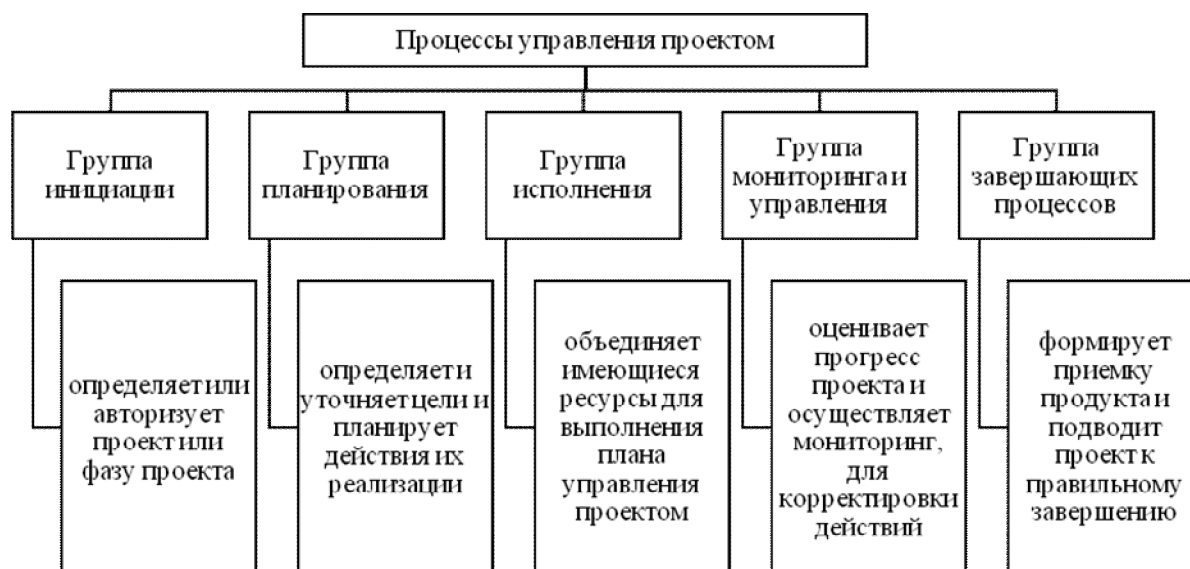 Процессы управления проектом
Группа
инициации
Группа
планирования
Группа
исполнения
Группа
мониторинга и
управления
Группа
завершающих
процессов
определяет или
авторизует
проект или
фазу проекта
определяет и
уточняет цели и
планирует
действия их
реализации
объединяет
имеющиеся
ресурсы для
выполнения
плана
управления
проектом
оценивает
прогресс
проекта и
осуществляет
мониторинг,
для
корректировки
действий
формирует
приемку
продукта и
подводит
проект к
правильному
завершению